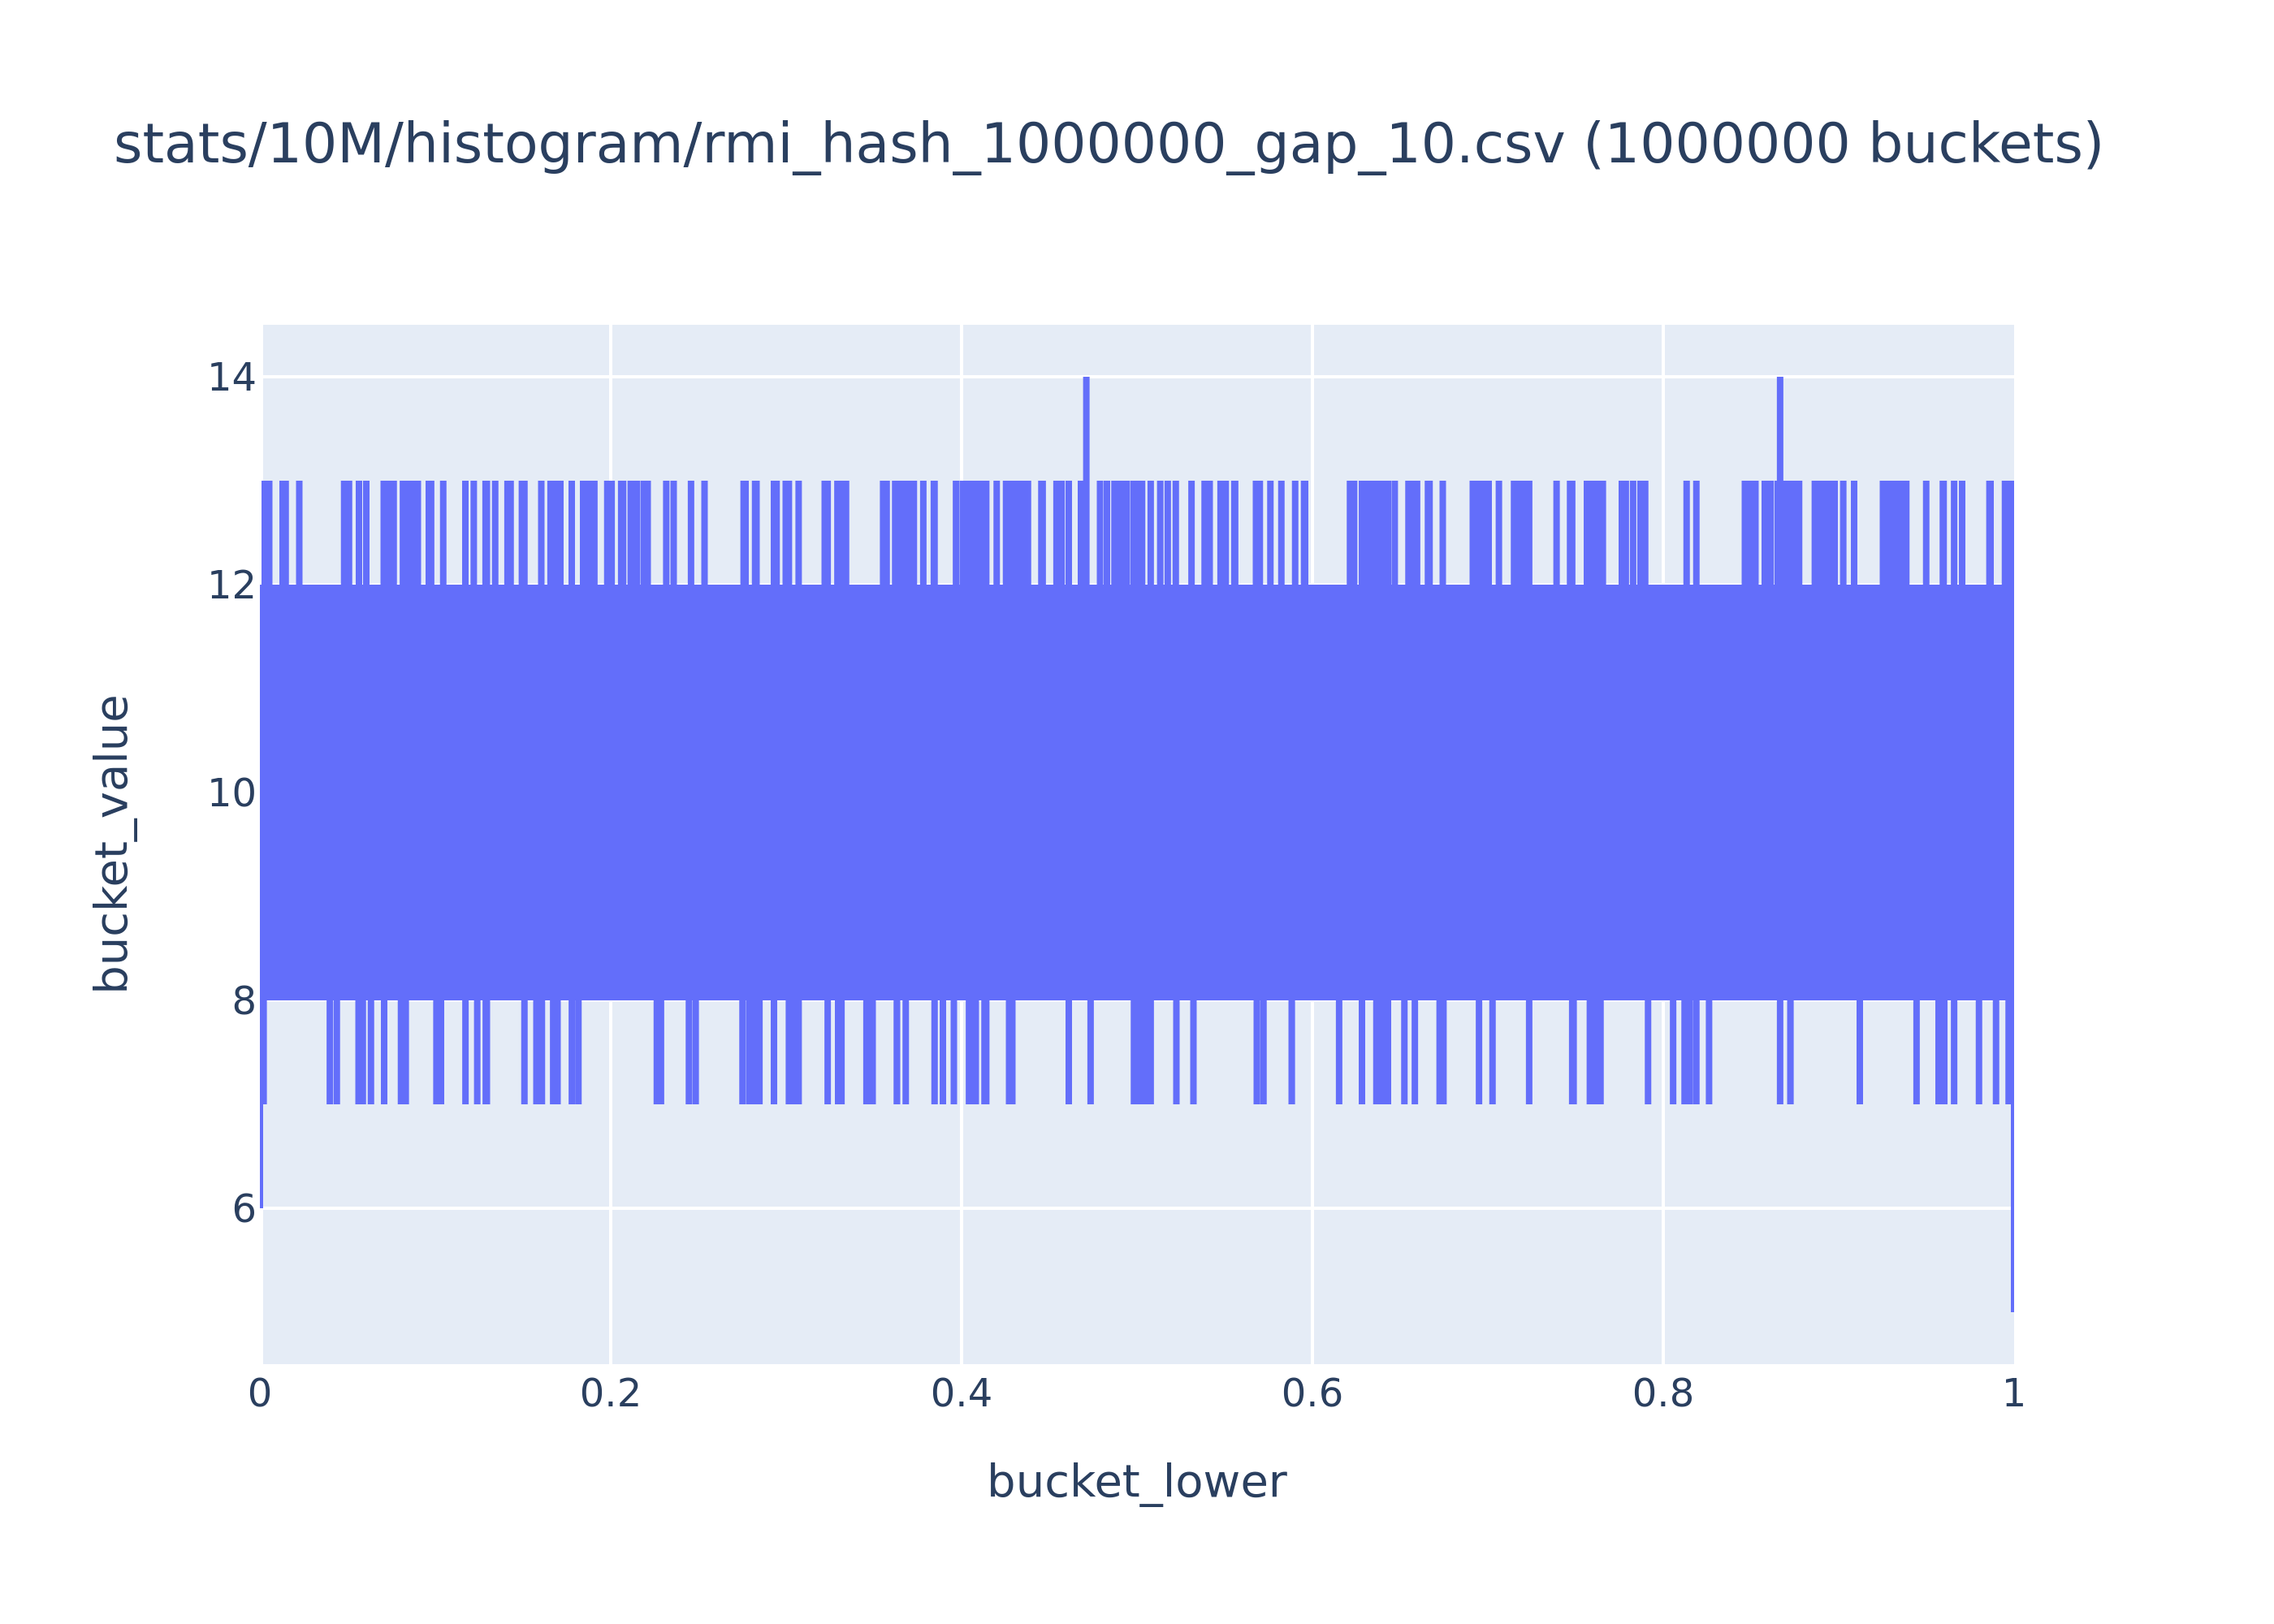 stats/10M/histogram/rmi_hash_1000000_gap_10.csv (1000000 buckets)
14
12
10
8
6
bucket_value
0 0.2 0.4 0.6 0.8 1
bucket_lower